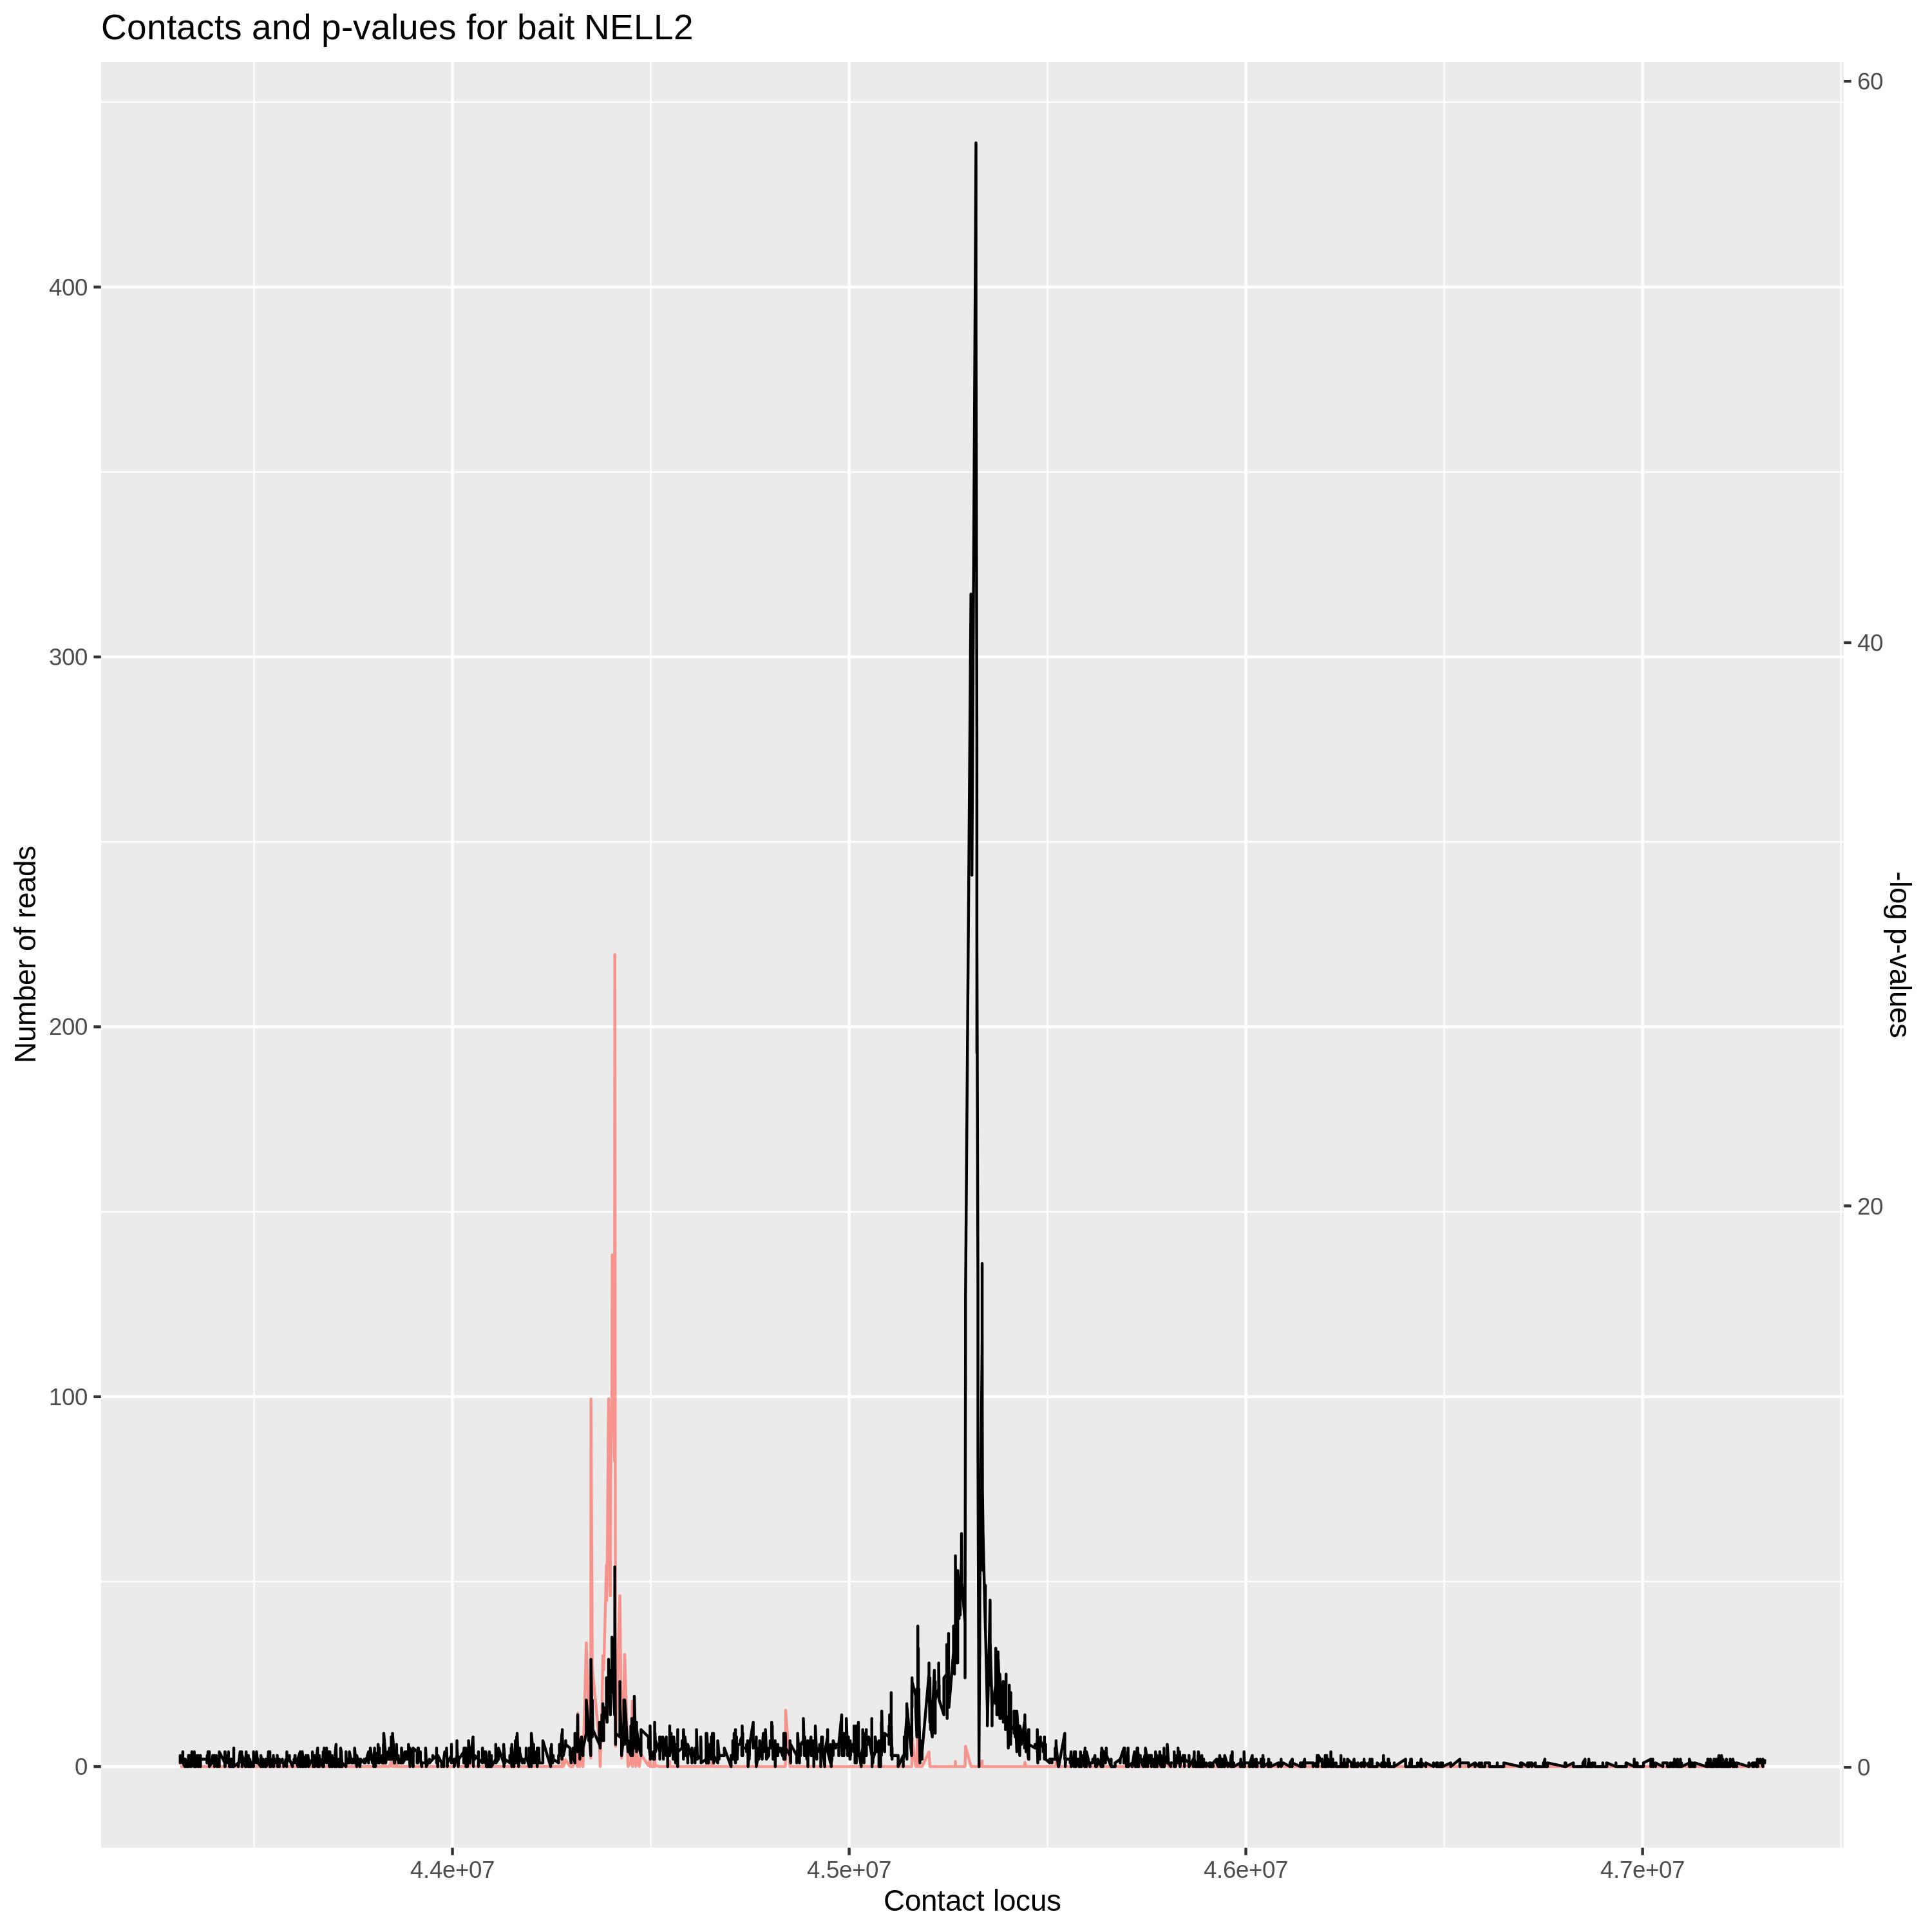 Contacts and p-values for bait NELL2
60
400
300
40
Number of reads
-log p-values
200
20
100
0
0
4.4e+07
4.5e+07
4.6e+07
4.7e+07
Contact locus